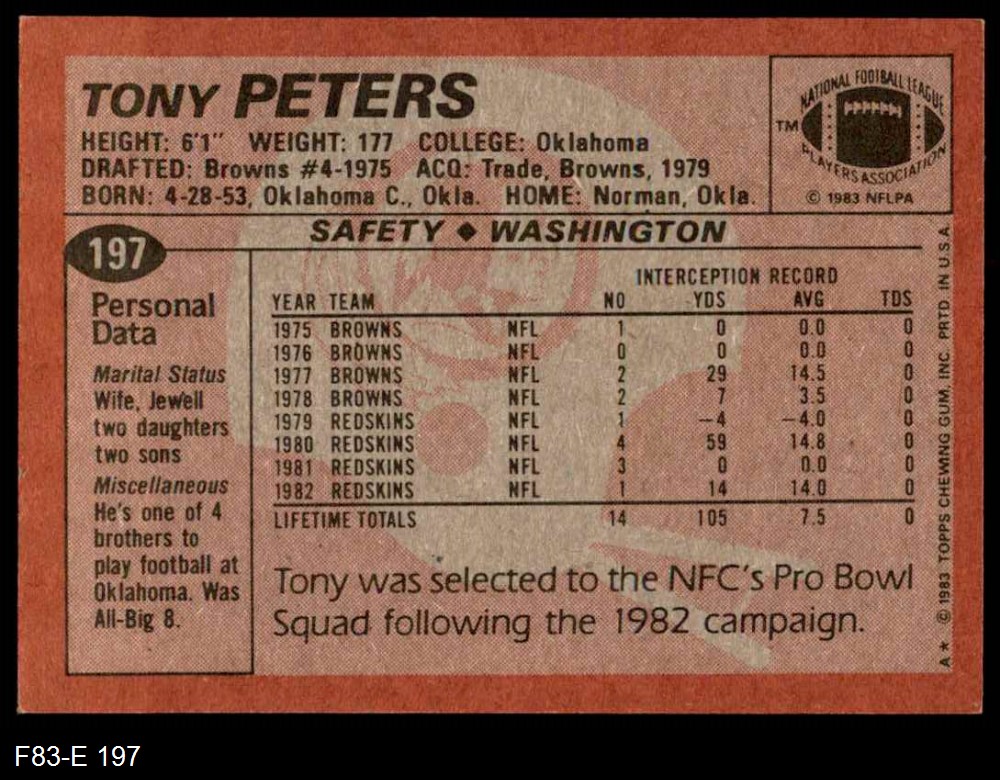 TONY PETERS
HEIGHT: 6'1" WEIGHT: 177 COLLEGE: Oklahoma
DRAFTED: Browns #4-1975 ACQ: Trade, Browns, 1979
BORN: 4-28-53, Oklahoma C., Okla. HOME: Norman, Okla.
NATIONAL FOOTBALL LEAGUE
TM
PLAYERS ASSOCIATION
© 1983 NFLPA
197
SAFETY ♦ WASHINGTON
Personal
Data
Marital Status
Wife, Jewell
two daughters
two sons
Miscellaneous
He's one of 4
brothers to
play football at
Oklahoma. Was
All-Big 8.
INTERCEPTION RECORD
YEAR TEAM NO YDS AVG TDS
1975 BROWNS NFL 1 0 0.0 0
1976 BROWNS NFL 0 0 0.0 0
1977 BROWNS NFL 2 29 14.5 0
1978 BROWNS NFL 2 7 3.5 0
1979 REDSKINS NFL 1 –4 –4.0 0
1980 REDSKINS NFL 4 59 14.8 0
1981 REDSKINS NFL 3 0 0.0 0
1982 REDSKINS NFL 1 14 14.0 0
LIFETIME TOTALS 14 105 7.5 0
Tony was selected to the NFC's Pro Bowl
Squad following the 1982 campaign.
A* © 1983 TOPPS CHEWING GUM, INC. PRTD. IN U.S.A.
F83-E 197